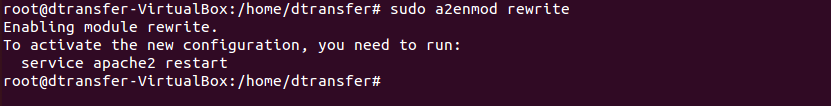 root@dtransfer-VirtualBox:/home/dtransfer# sudo a2enmod rewrite
Enabling module rewrite.
To activate the new configuration, you need to run:
  service apache2 restart
root@dtransfer-VirtualBox:/home/dtransfer#